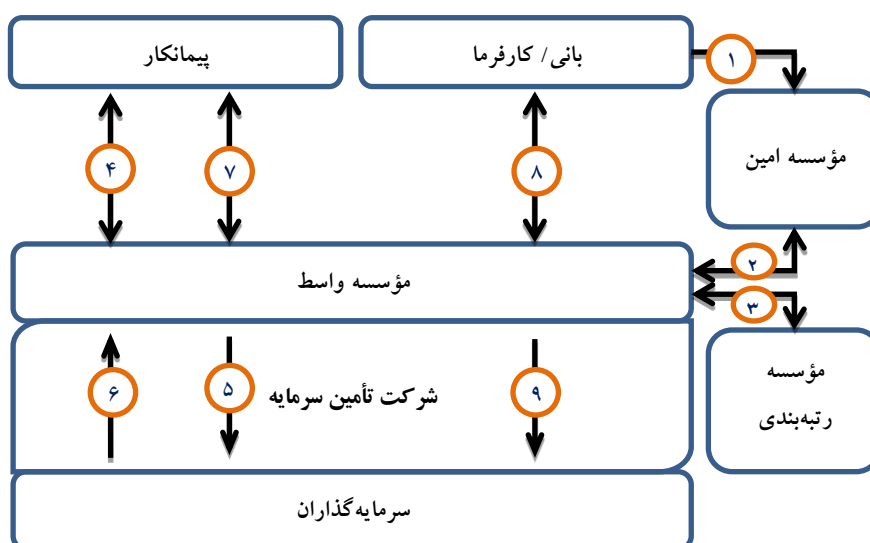 پیمانکار
بانی/ کارفرما
۱
مؤسسه امین
۴
۷
۸
۲
مؤسسه واسط
۳
مؤسسه
رتبه‌بندی
۶
۵
شرکت تأمین سرمایه
۹
سرمایه‌گذاران